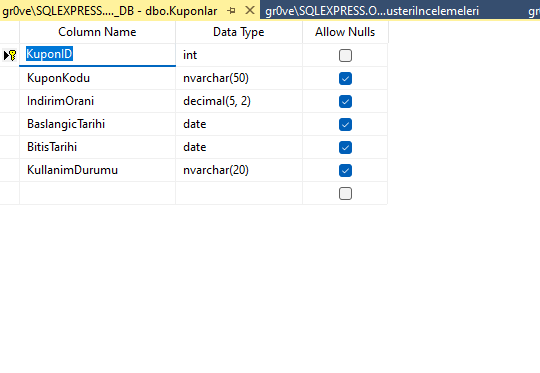 gr0ve\SQLEXPRESS...._DB - dbo.Kuponlar gr0ve\SQLEXPRESS.O...usteriIncelemeleri gr
Column Name Data Type Allow Nulls
KuponID int
KuponKodu nvarchar(50)
IndirimOrani decimal(5, 2)
BaslangicTarihi date
BitisTarihi date
KullanimDurumu nvarchar(20)